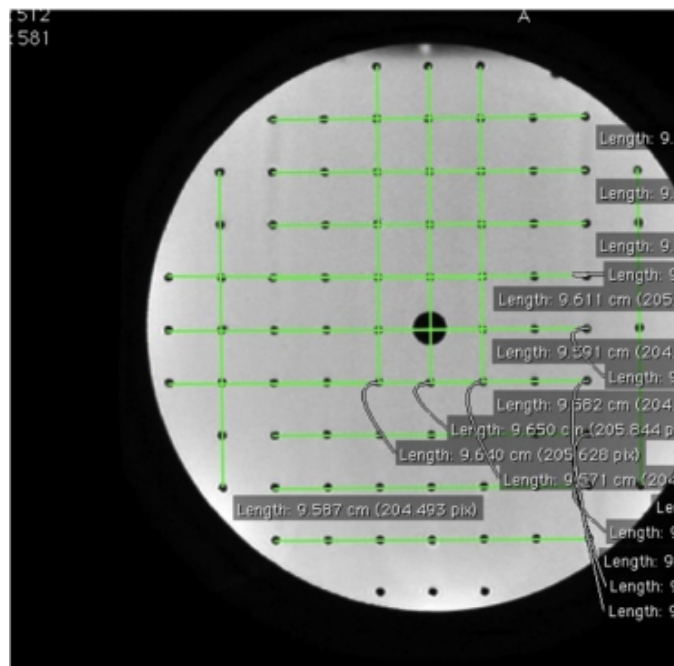 : 512
: 581
A
Length: 9.
Length: 9.
Length: 9.
Length: 9
Length: 9.611 cm (205
Length: 9.591 cm (204.
Length: 9
Length: 9.582 cm (204.
Length: 9.650 cm (205.844 p
Length: 9.640 cm (205.628 pix)
Length: 9.571 cm (204.
Length: 9.587 cm (204.493 pix)
Le
Length: 9
Length: 9
Length: 9
Length: 9